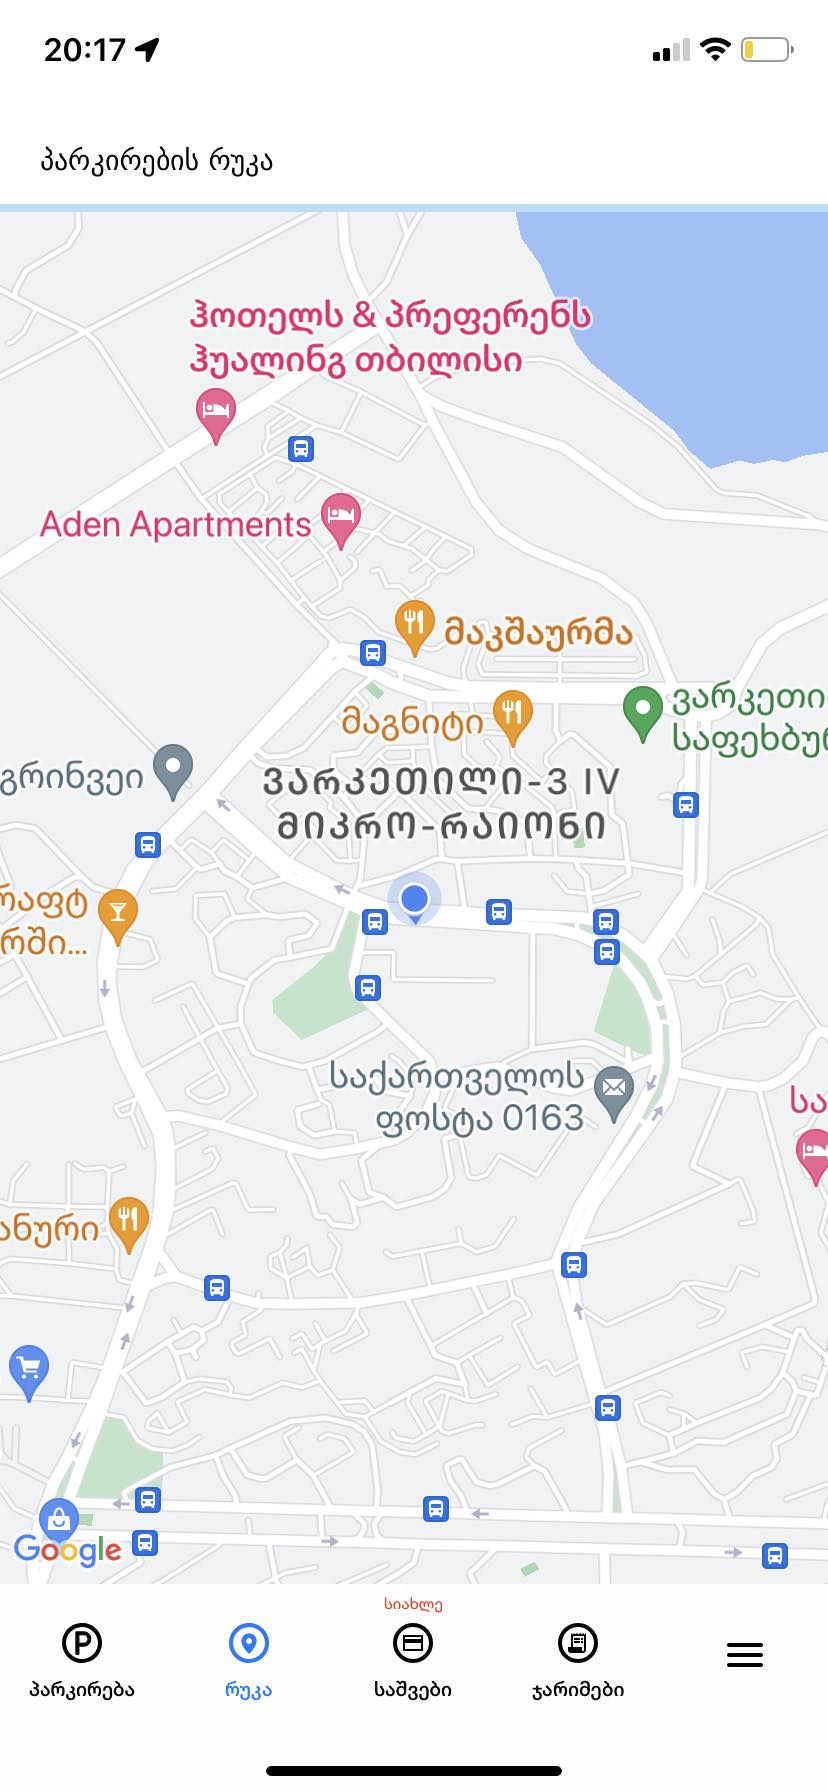 20:17
პარკირების რუკა
ჰოთელს & პრეფერენს
ჰუალინგ თბილისი
Aden Apartments
მაკშაურმა
მაგნიტი
ვარკეთი
საფეხბურ
გრინვეი
ვარკეთილი-3 IV
მიკრო-რაიონი
რაფტ
რში...
საქართველოს
ფოსტა 0163
სა
ანური
Google
სიახლე
პარკირება
რუკა
საშვები
ჯარიმები